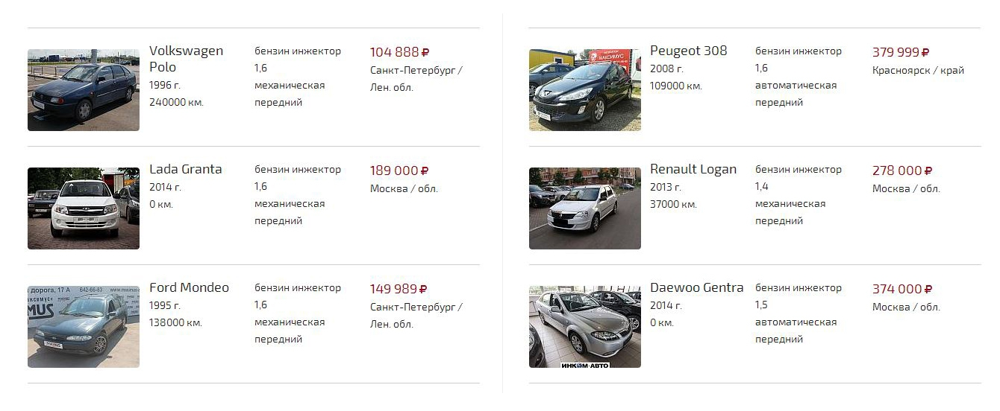 Volkswagen
Polo
1996 г.
240000 км.
бензин инжектор
1,6
механическая
передний
104 888 ₽
Санкт-Петербург /
Лен. обл.
Lada Granta
2014 г.
0 км.
бензин инжектор
1,6
механическая
передний
189 000 ₽
Москва / обл.
дорога, 17 А 642-66-83 www.maximus
MUS
Ford Mondeo
1995 г.
138000 км.
бензин инжектор
1,6
механическая
передний
149 989 ₽
Санкт-Петербург /
Лен. обл.
МАКСИМУС
Peugeot 308
2008 г.
109000 км.
бензин инжектор
1,6
автоматическая
передний
379 999 ₽
Красноярск / край
Renault Logan
2013 г.
37000 км.
бензин инжектор
1,4
механическая
передний
278 000 ₽
Москва / обл.
Daewoo Gentra
2014 г.
0 км.
бензин инжектор
1,5
автоматическая
передний
374 000 ₽
Москва / обл.
ИНКОМ-АВТО